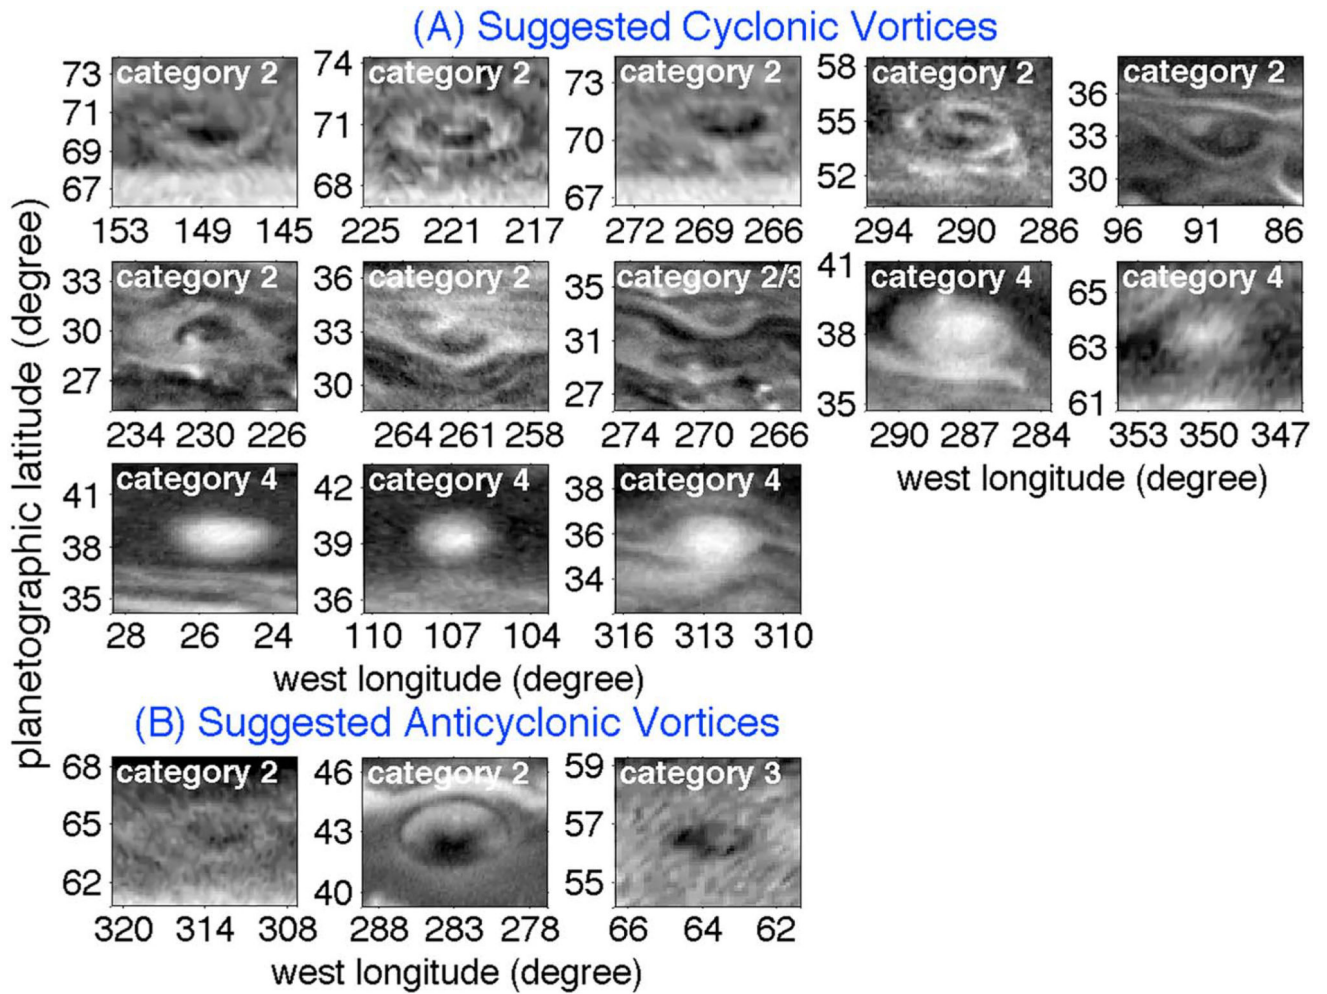 (A) Suggested Cyclonic Vortices
planetographic latitude (degree)
category 2 category 2 category 2 category 2 category 2
73 71 69 67
74 71 68
73 70 67
58 55 52
36 33 30
153 149 145 225 221 217 272 269 266 294 290 286 96 91 86
category 2 category 2 category 2/3 category 4 category 4
33 30 27
36 33 30
35 31 27
41 38 35
65 63 61
234 230 226 264 261 258 274 270 266 290 287 284 353 350 347
west longitude (degree)
category 4 category 4 category 4
41 38 35
42 39 36
38 36 34
28 26 24 110 107 104 316 313 310
west longitude (degree)
(B) Suggested Anticyclonic Vortices
category 2 category 2 category 3
68 65 62
46 43 40
59 57 55
320 314 308 288 283 278 66 64 62
west longitude (degree)